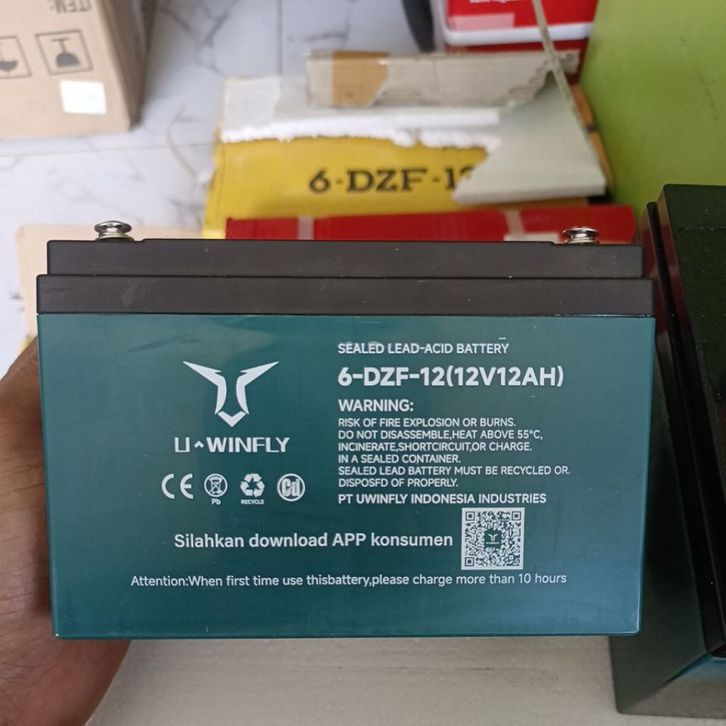 ITEM:
6-DZF-1
SEALED LEAD-ACID BATTERY
6-DZF-12(12V12AH)
WARNING:
RISK OF FIRE EXPLOSION OR BURNS.
DO NOT DISASSEMBLE,HEAT ABOVE 55°C,
INCINERATE,SHORTCIRCUIT,OR CHARGE.
IN A SEALED CONTAINER.
SEALED LEAD BATTERY MUST BE RECYCLED OR.
DISPOSFD OF PROPERLY.
PT UWINFLY INDONESIA INDUSTRIES
U-WINFLY
CE
Pb
RECYCLE
Cd
Silahkan download APP konsumen
Attention:When first time use thisbattery,please charge more than 10 hours